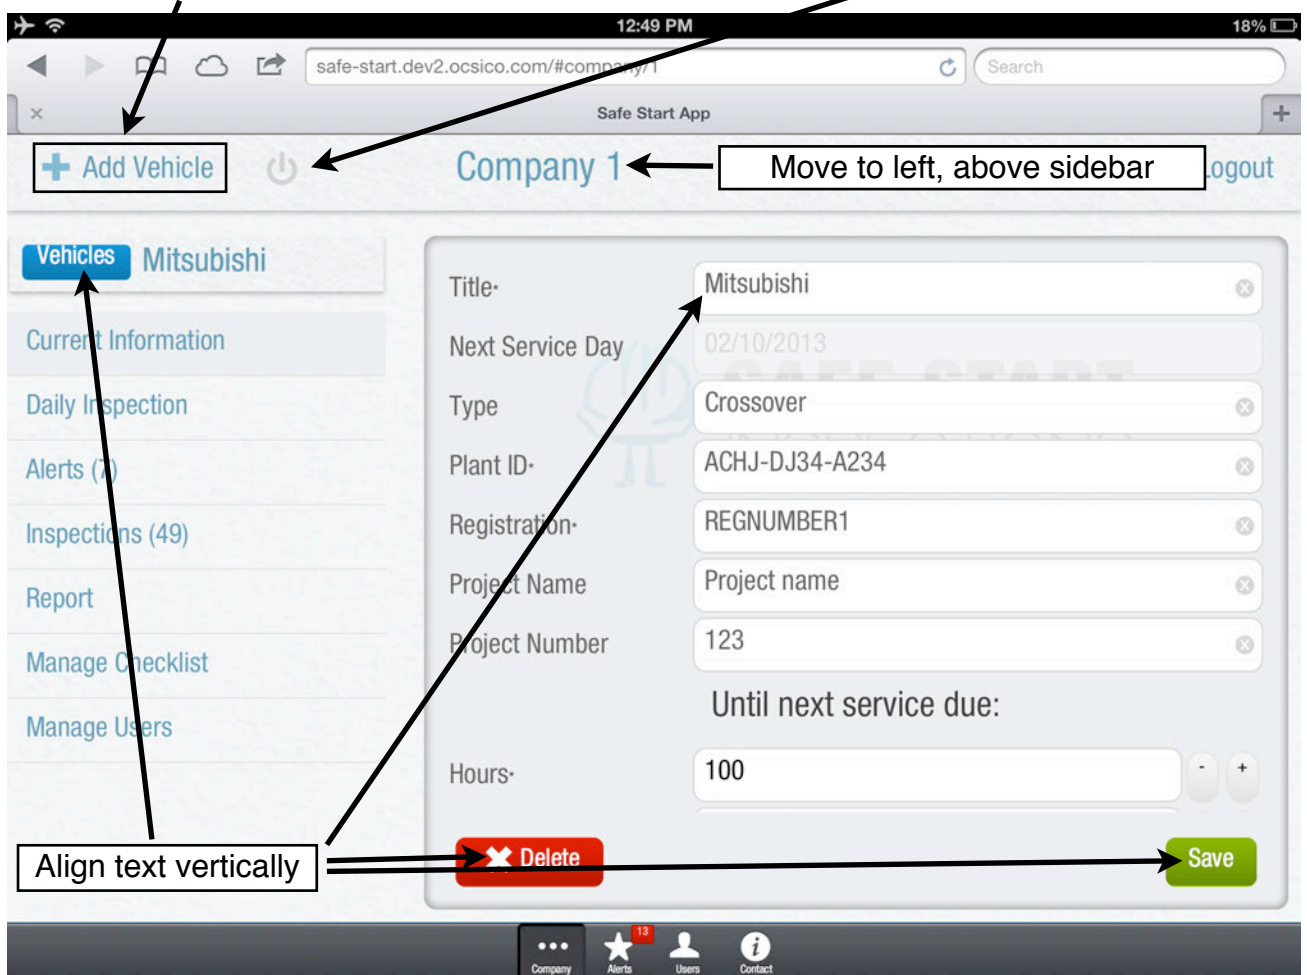 12:49 PM
18%
safe-start.dev2.ocsico.com/#company/1
Search
Safe Start App
Add Vehicle
Company 1
Move to left, above sidebar
Logout
Vehicles
Mitsubishi
Title*
Mitsubishi
Current Information
Next Service Day
02/10/2013
SAFE START
Daily Inspection
Type
Crossover
Alerts (7)
Plant ID*
ACHJ-DJ34-A234
Inspections (49)
Registration*
REGNUMBER1
Report
Project Name
Project name
Manage Checklist
Project Number
123
Manage Users
Until next service due:
Hours*
100
-
+
Align text vertically
Delete
Save
13
Company
Alerts
Users
Contact